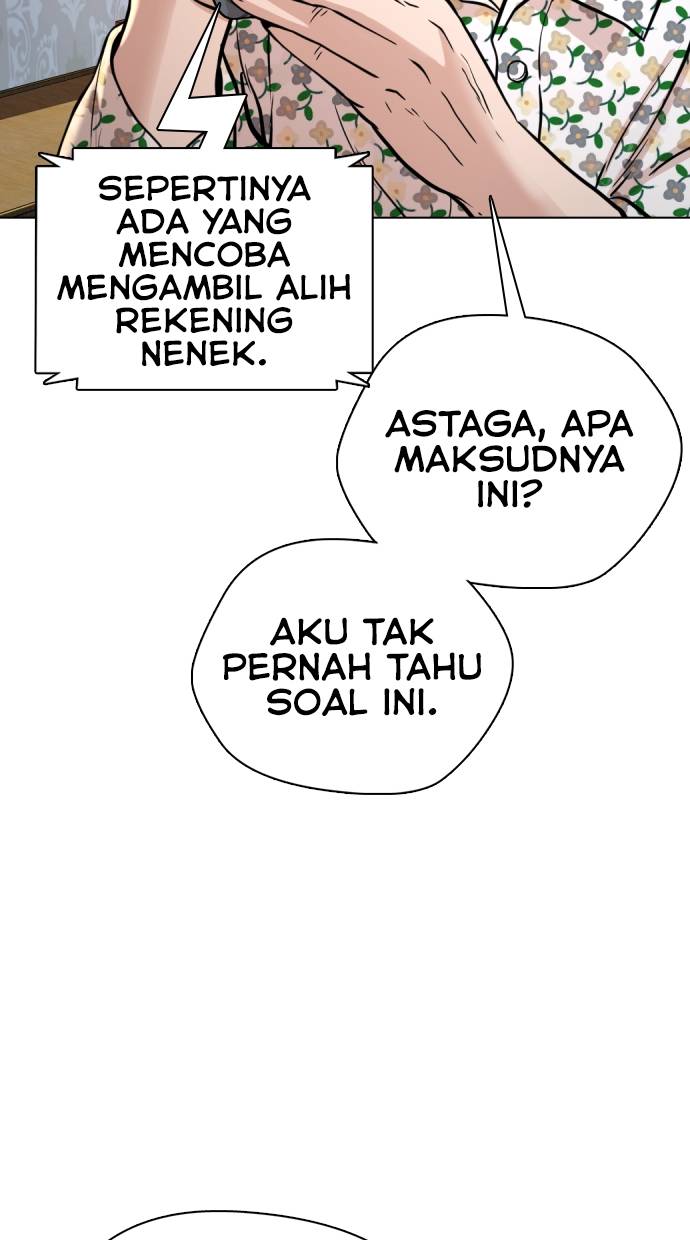 SEPERTINYA
ADA YANG
MENCOBA
MENGAMBIL ALIH
REKENING
NENEK.
ASTAGA, APA
MAKSUDNYA
INI?
AKU TAK
PERNAH TAHU
SOAL INI.